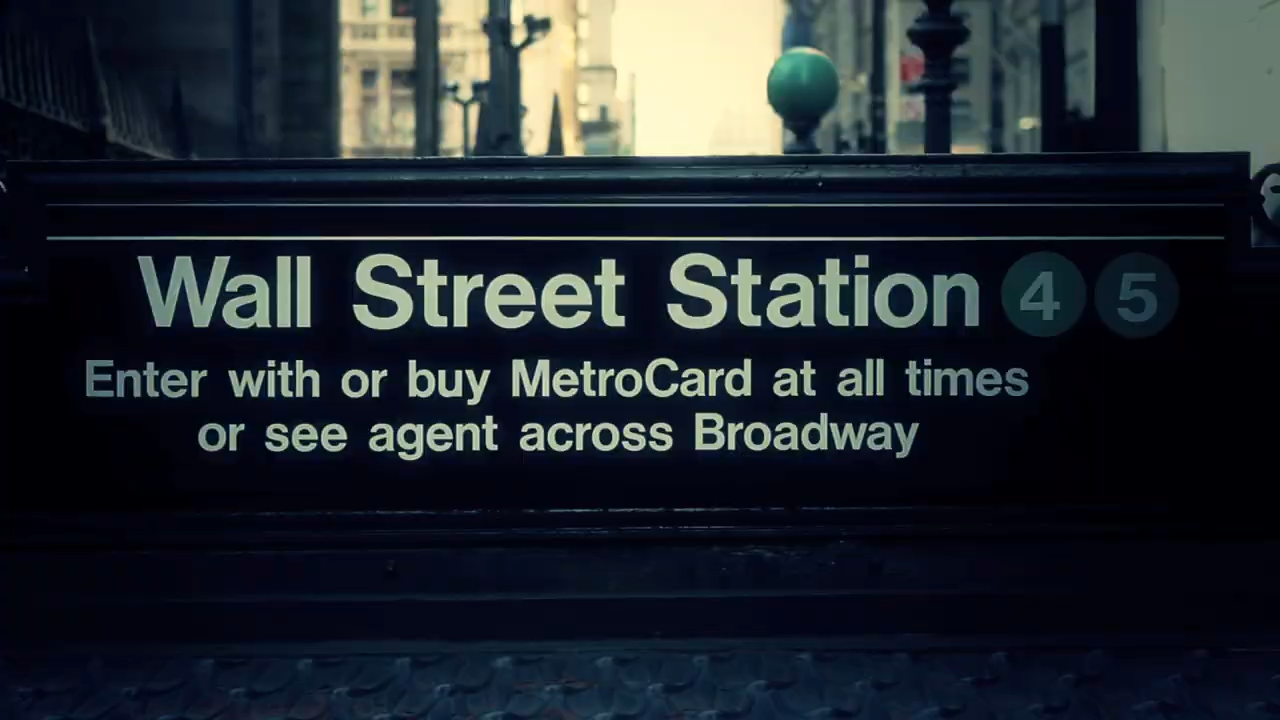 Wall Street Station 4 5
Enter with or buy MetroCard at all times
or see agent across Broadway